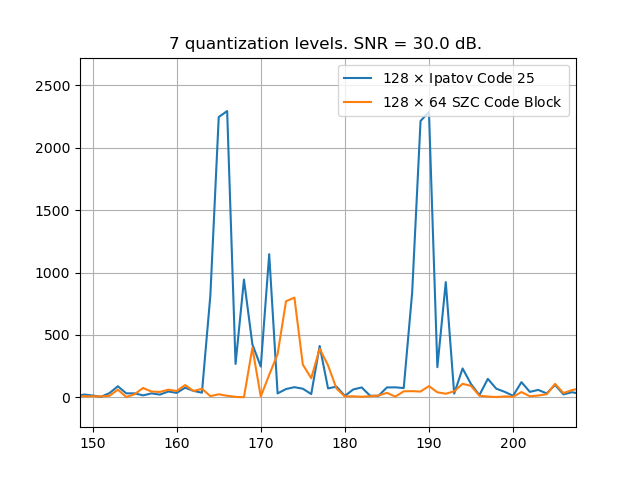 7 quantization levels. SNR = 30.0 dB.
128 × Ipatov Code 25
128 × 64 SZC Code Block
2500
2000
1500
1000
500
0
150 160 170 180 190 200